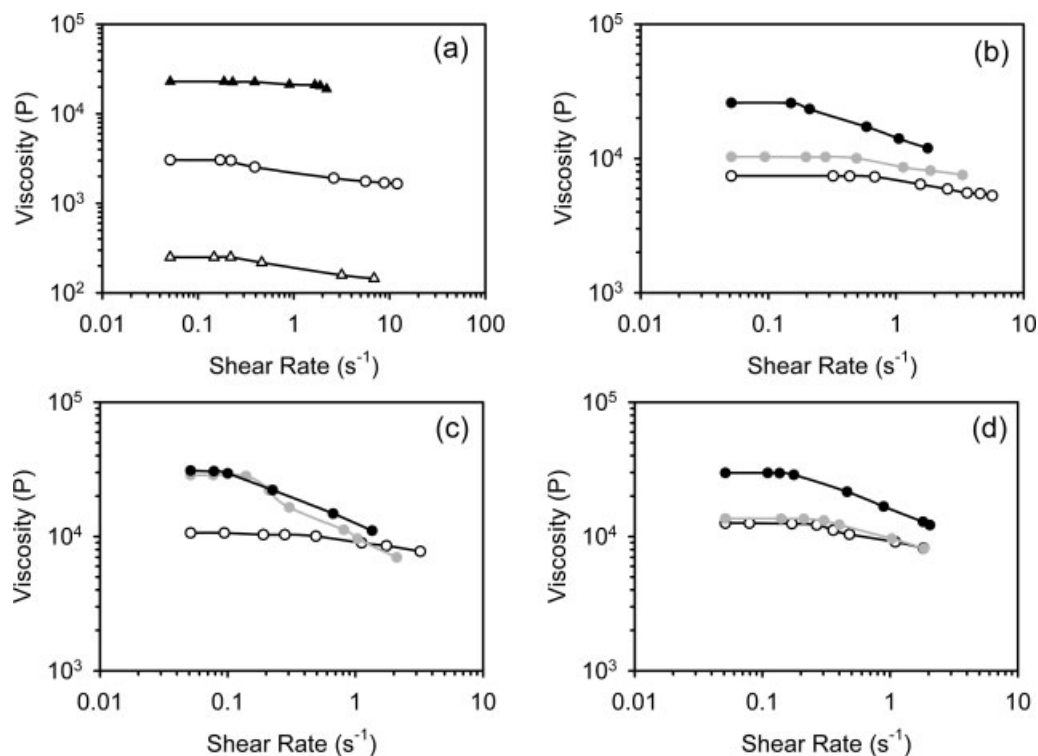 (a)
Viscosity (P)
10⁵
10⁴
10³
10²
0.01 0.1 1 10 100
Shear Rate (s⁻¹)
(b)
Viscosity (P)
10⁵
10⁴
10³
0.01 0.1 1 10
Shear Rate (s⁻¹)
(c)
Viscosity (P)
10⁵
10⁴
10³
0.01 0.1 1 10
Shear Rate (s⁻¹)
(d)
Viscosity (P)
10⁵
10⁴
10³
0.01 0.1 1 10
Shear Rate (s⁻¹)